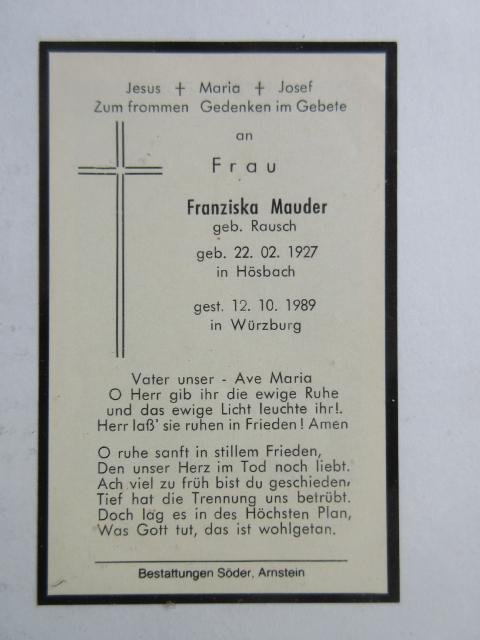 Jesus ✝ Maria ✝ Josef
Zum frommen Gedenken im Gebete
an
Frau
Franziska Mauder
geb. Rausch
geb. 22. 02. 1927
in Hösbach
gest. 12. 10. 1989
in Würzburg
Vater unser - Ave Maria
O Herr gib ihr die ewige Ruhe
und das ewige Licht leuchte ihr!.
Herr laß' sie ruhen in Frieden! Amen
O ruhe sanft in stillem Frieden,
Den unser Herz im Tod noch liebt.
Ach viel zu früh bist du geschieden,
Tief hat die Trennung uns betrübt.
Doch lag es in des Höchsten Plan,
Was Gott tut, das ist wohlgetan.
Bestattungen Söder, Arnstein